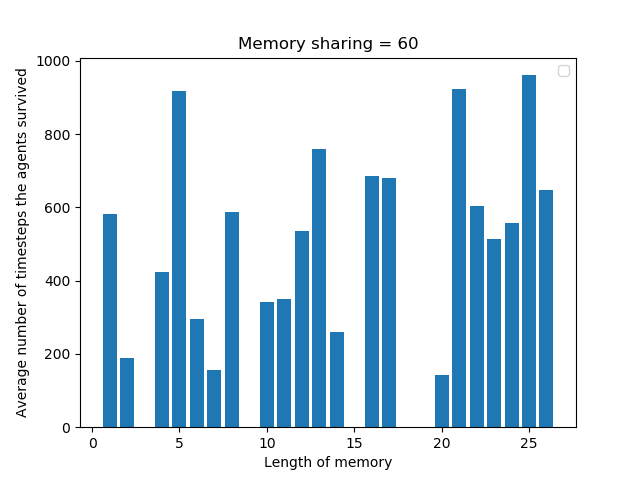 Memory sharing = 60
Average number of timesteps the agents survived
1000
800
600
400
200
0
0 5 10 15 20 25
Length of memory